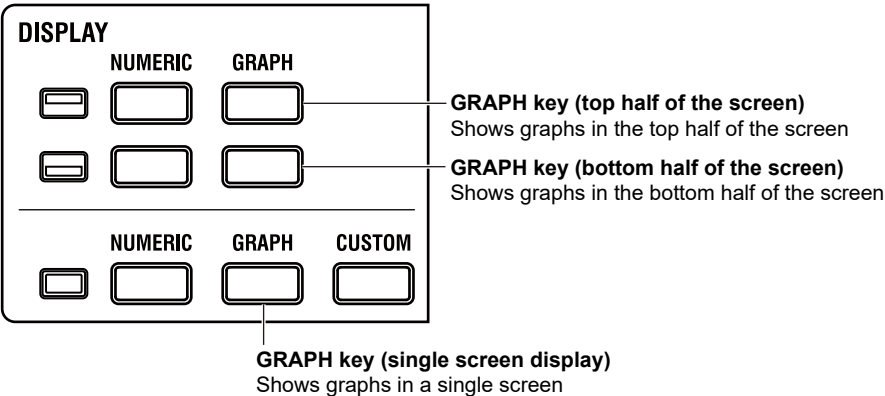 DISPLAY
NUMERIC GRAPH
GRAPH key (top half of the screen)
Shows graphs in the top half of the screen
GRAPH key (bottom half of the screen)
Shows graphs in the bottom half of the screen
NUMERIC GRAPH CUSTOM
GRAPH key (single screen display)
Shows graphs in a single screen